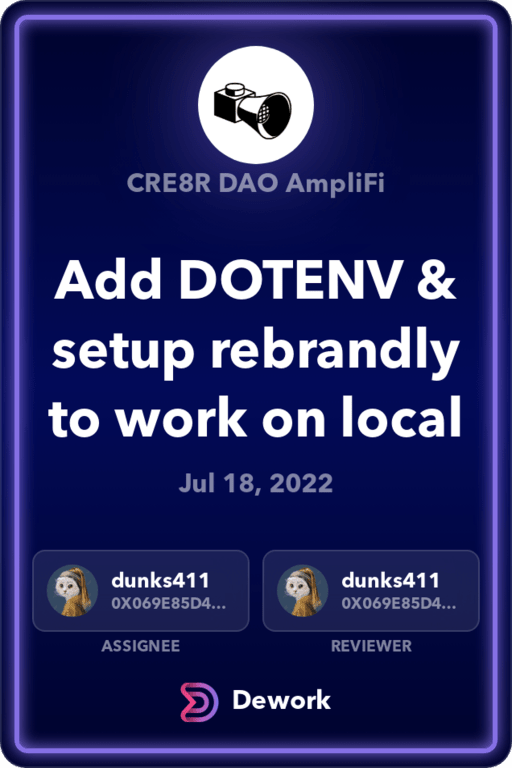 CRE8R DAO AmpliFi
Add DOTENV &
setup rebrandly
to work on local
Jul 18, 2022
dunks411
0X069E85D4...
ASSIGNEE
dunks411
0X069E85D4...
REVIEWER
Dework